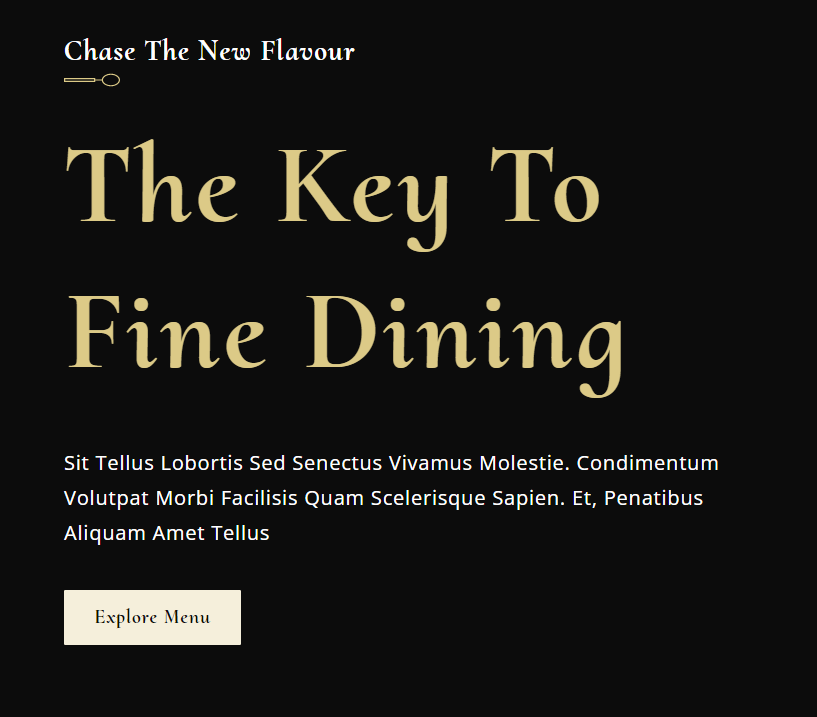 Chase The New Flavour
The Key To
Fine Dining
Sit Tellus Lobortis Sed Senectus Vivamus Molestie. Condimentum
Volutpat Morbi Facilisis Quam Scelerisque Sapien. Et, Penatibus
Aliquam Amet Tellus
Explore Menu